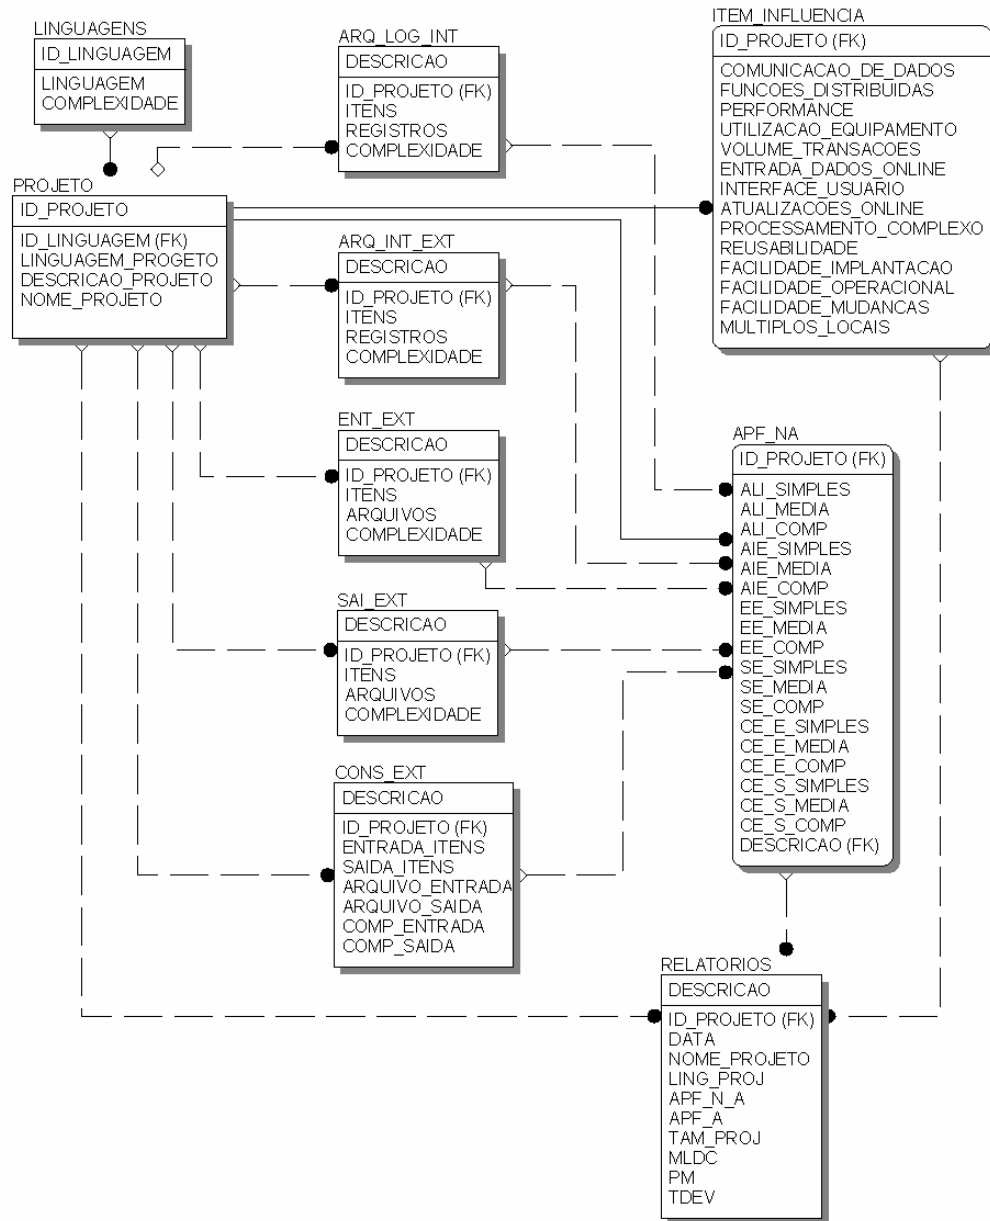 LINGUAGENS
ID_LINGUAGEM
LINGUAGEM
COMPLEXIDADE
PROJETO
ID_PROJETO
ID_LINGUAGEM (FK)
LINGUAGEM_PROGETO
DESCRICAO_PROJETO
NOME_PROJETO
ARQ_LOG_INT
DESCRICAO
ID_PROJETO (FK)
ITENS
REGISTROS
COMPLEXIDADE
ARQ_INT_EXT
DESCRICAO
ID_PROJETO (FK)
ITENS
REGISTROS
COMPLEXIDADE
ENT_EXT
DESCRICAO
ID_PROJETO (FK)
ITENS
ARQUIVOS
COMPLEXIDADE
SAI_EXT
DESCRICAO
ID_PROJETO (FK)
ITENS
ARQUIVOS
COMPLEXIDADE
CONS_EXT
DESCRICAO
ID_PROJETO (FK)
ENTRADA_ITENS
SAIDA_ITENS
ARQUIVO_ENTRADA
ARQUIVO_SAIDA
COMP_ENTRADA
COMP_SAIDA
ITEM_INFLUENCIA
ID_PROJETO (FK)
COMUNICACAO_DE_DADOS
FUNCOES_DISTRIBUIDAS
PERFORMANCE
UTILIZACAO_EQUIPAMENTO
VOLUME_TRANSACOES
ENTRADA_DADOS_ONLINE
INTERFACE_USUARIO
ATUALIZACOES_ONLINE
PROCESSAMENTO_COMPLEXO
REUSABILIDADE
FACILIDADE_IMPLANTACAO
FACILIDADE_OPERACIONAL
FACILIDADE_MUDANCAS
MULTIPLOS_LOCAIS
APF_NA
ID_PROJETO (FK)
ALI_SIMPLES
ALI_MEDIA
ALI_COMP
AIE_SIMPLES
AIE_MEDIA
AIE_COMP
EE_SIMPLES
EE_MEDIA
EE_COMP
SE_SIMPLES
SE_MEDIA
SE_COMP
CE_E_SIMPLES
CE_E_MEDIA
CE_E_COMP
CE_S_SIMPLES
CE_S_MEDIA
CE_S_COMP
DESCRICAO (FK)
RELATORIOS
DESCRICAO
ID_PROJETO (FK)
DATA
NOME_PROJETO
LING_PROJ
APF_N_A
APF_A
TAM_PROJ
MLDC
PM
TDEV